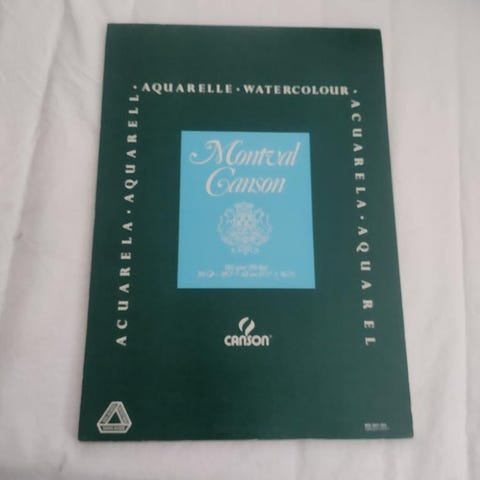 AQUARELLE · WATERCOLOUR ·
ACUARELA · AQUARELL ·
ACUARELA · AQUAREL
Montval
Canson
CANSON